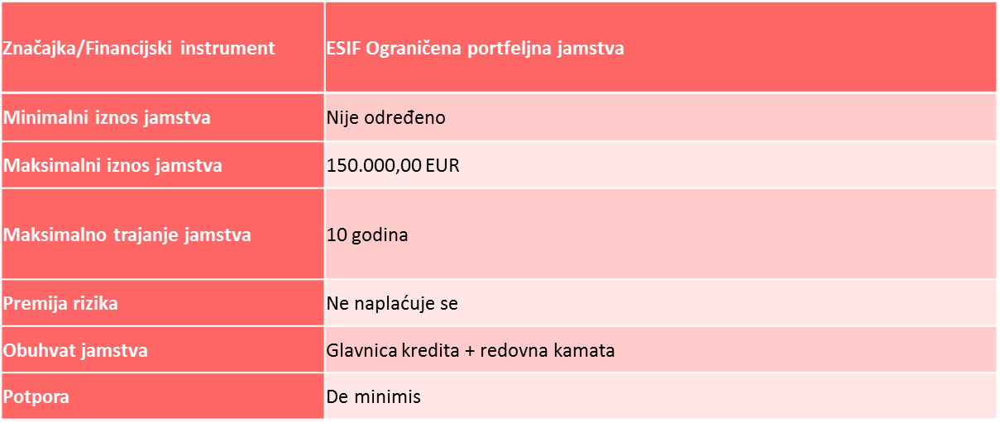 Značajka/Financijski instrument ESIF Ograničena portfeljna jamstva
Minimalni iznos jamstva Nije određeno
Maksimalni iznos jamstva 150.000,00 EUR
Maksimalno trajanje jamstva 10 godina
Premija rizika Ne naplaćuje se
Obuhvat jamstva Glavnica kredita + redovna kamata
Potpora De minimis